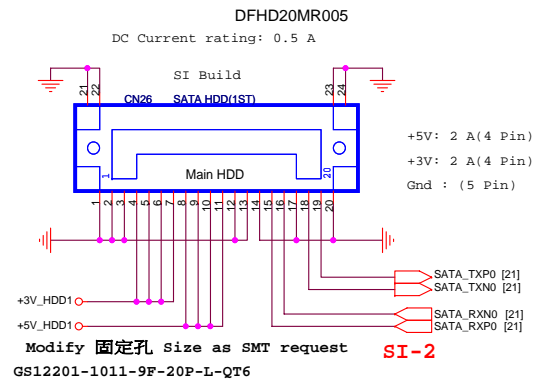 DFHD20MR005
DC Current rating: 0.5 A
SI Build
21 22 23 24
CN26 SATA HDD(1ST)
+5V: 2 A(4 Pin)
+3V: 2 A(4 Pin)
Gnd : (5 Pin)
1 20
Main HDD
1 2 3 4 5 6 7 8 9 10 11 12 13 14 15 16 17 18 19 20
SATA_TXP0 [21]
SATA_TXN0 [21]
+3V_HDD1
SATA_RXN0 [21]
+5V_HDD1
SATA_RXP0 [21]
Modify 固定孔 Size as SMT request
SI-2
GS12201-1011-9F-20P-L-QT6